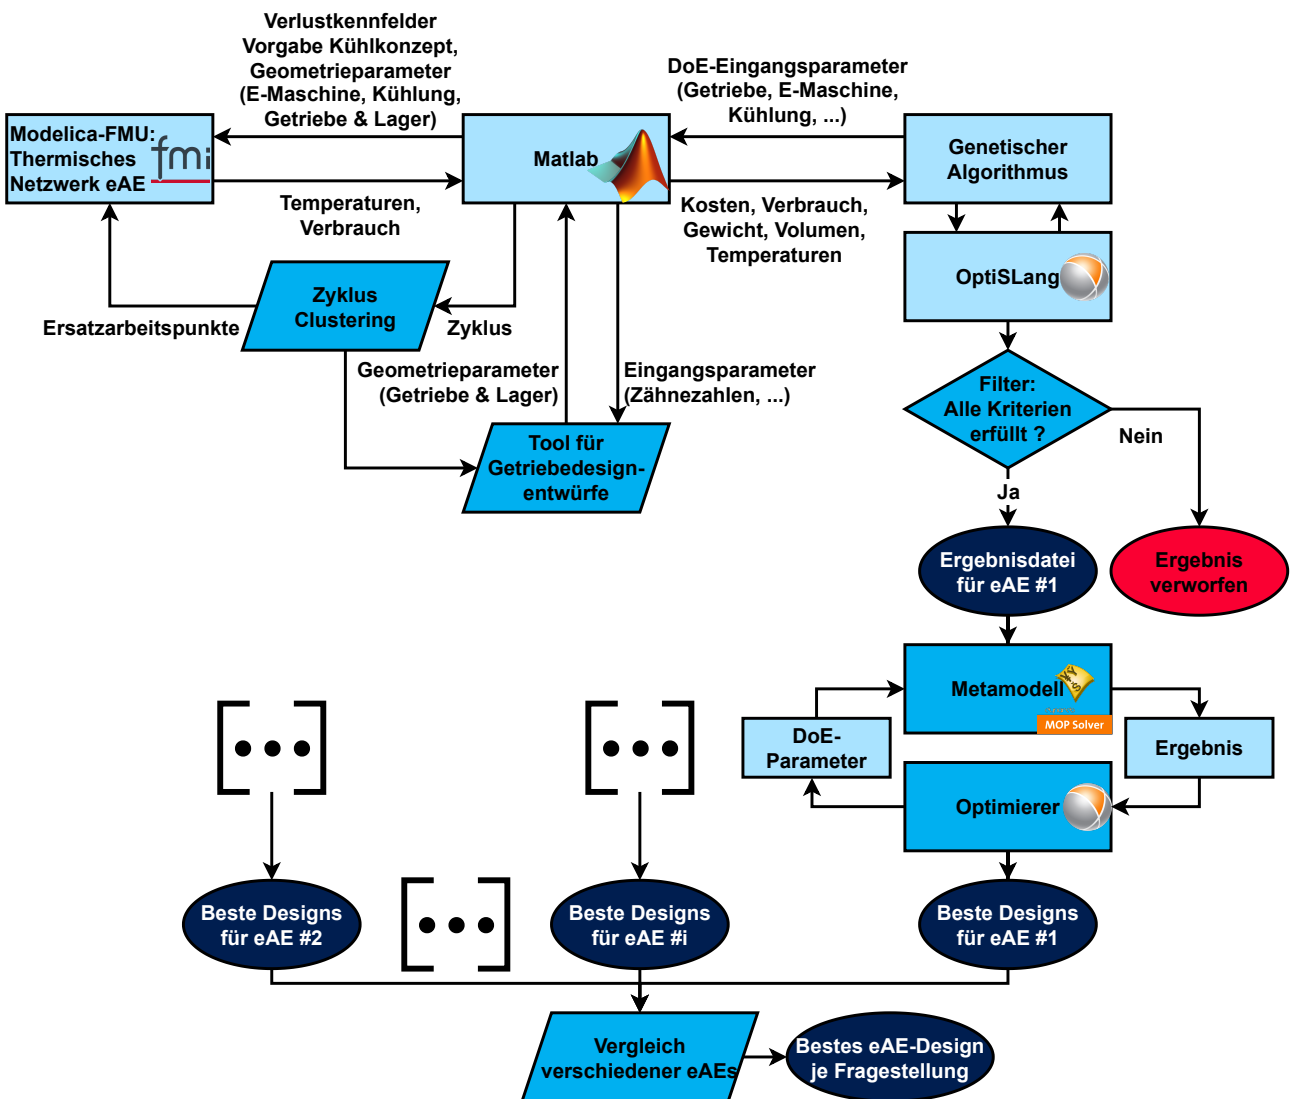 Verlustkennfelder
Vorgabe Kühlkonzept,
Geometrieparameter
(E-Maschine, Kühlung,
Getriebe & Lager)
DoE-Eingangsparameter
(Getriebe, E-Maschine,
Kühlung, ...)
Modelica-FMU:
Thermisches
Netzwerk eAE
fmi
Matlab
Genetischer
Algorithmus
Temperaturen,
Verbrauch
Kosten, Verbrauch,
Gewicht, Volumen,
Temperaturen
OptiSLang
Zyklus
Clustering
Ersatzarbeitspunkte
Zyklus
Geometrieparameter
(Getriebe & Lager)
Eingangsparameter
(Zähnezahlen, ...)
Filter:
Alle Kriterien
erfüllt ?
Nein
Ja
Tool für
Getriebedesign-
entwürfe
Ergebnisdatei
für eAE #1
Ergebnis
verworfen
Metamodell
MOP Solver
DoE-
Parameter
Ergebnis
Optimierer
Beste Designs
für eAE #2
Beste Designs
für eAE #i
Beste Designs
für eAE #1
Vergleich
verschiedener eAEs
Bestes eAE-Design
je Fragestellung